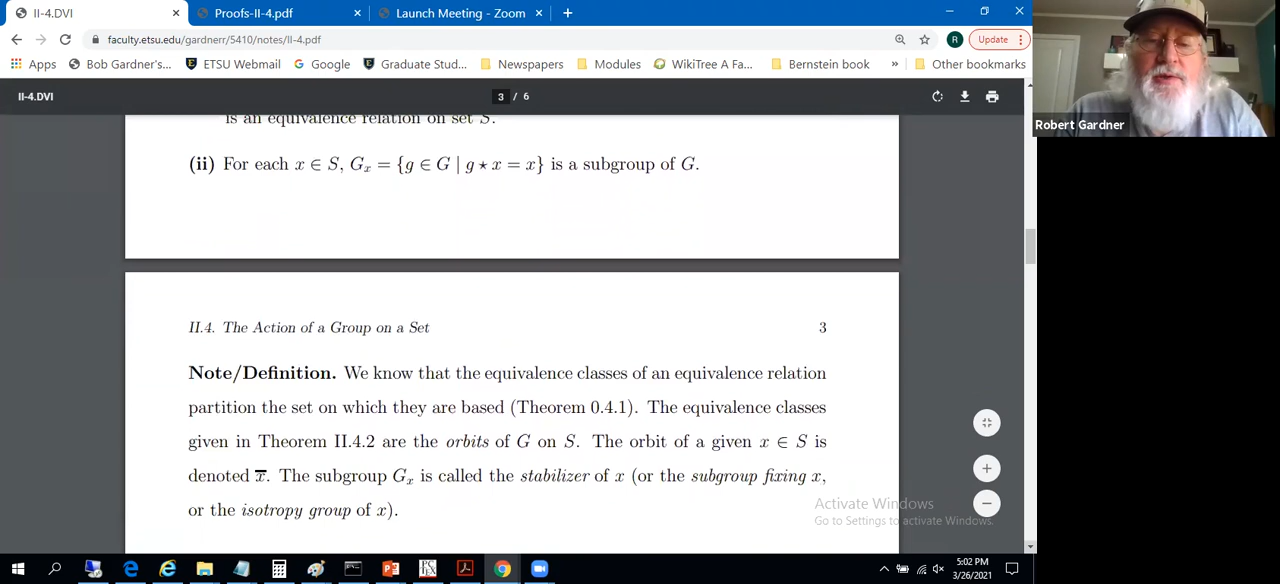 II-4.DVI
Proofs-II-4.pdf
Launch Meeting - Zoom
faculty.etsu.edu/gardnerr/5410/notes/II-4.pdf
R
Update
Apps
Bob Gardner's...
ETSU Webmail
Google
Graduate Stud...
Newspapers
Modules
WikiTree A Fa...
Bernstein book
»
Other bookmarks
II-4.DVI
3 / 6
Robert Gardner
is an equivalence relation on set S.
(ii) For each x ∈ S, Gₓ = {g ∈ G | g ⋆ x = x} is a subgroup of G.
II.4. The Action of a Group on a Set 3
Note/Definition. We know that the equivalence classes of an equivalence relation
partition the set on which they are based (Theorem 0.4.1). The equivalence classes
given in Theorem II.4.2 are the orbits of G on S. The orbit of a given x ∈ S is
denoted x̅. The subgroup Gₓ is called the stabilizer of x (or the subgroup fixing x,
or the isotropy group of x).
Activate Windows
Go to Settings to activate Windows.
5:02 PM
3/26/2021